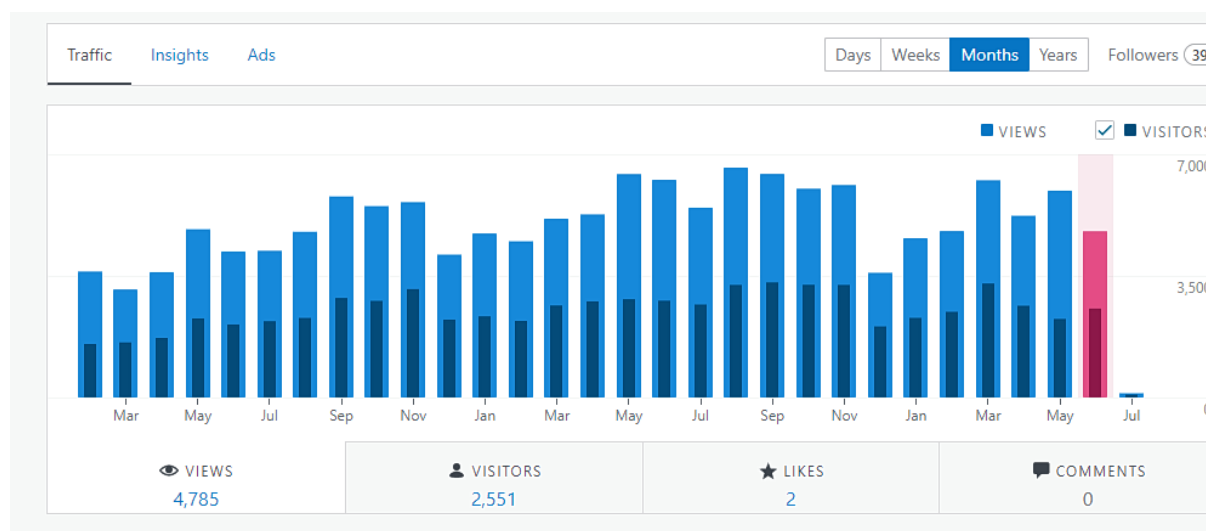 Traffic Insights Ads Days Weeks Months Years Followers 39
VIEWS VISITORS
7,000
3,500
0
Mar May Jul Sep Nov Jan Mar May Jul Sep Nov Jan Mar May Jul
VIEWS VISITORS LIKES COMMENTS
4,785 2,551 2 0